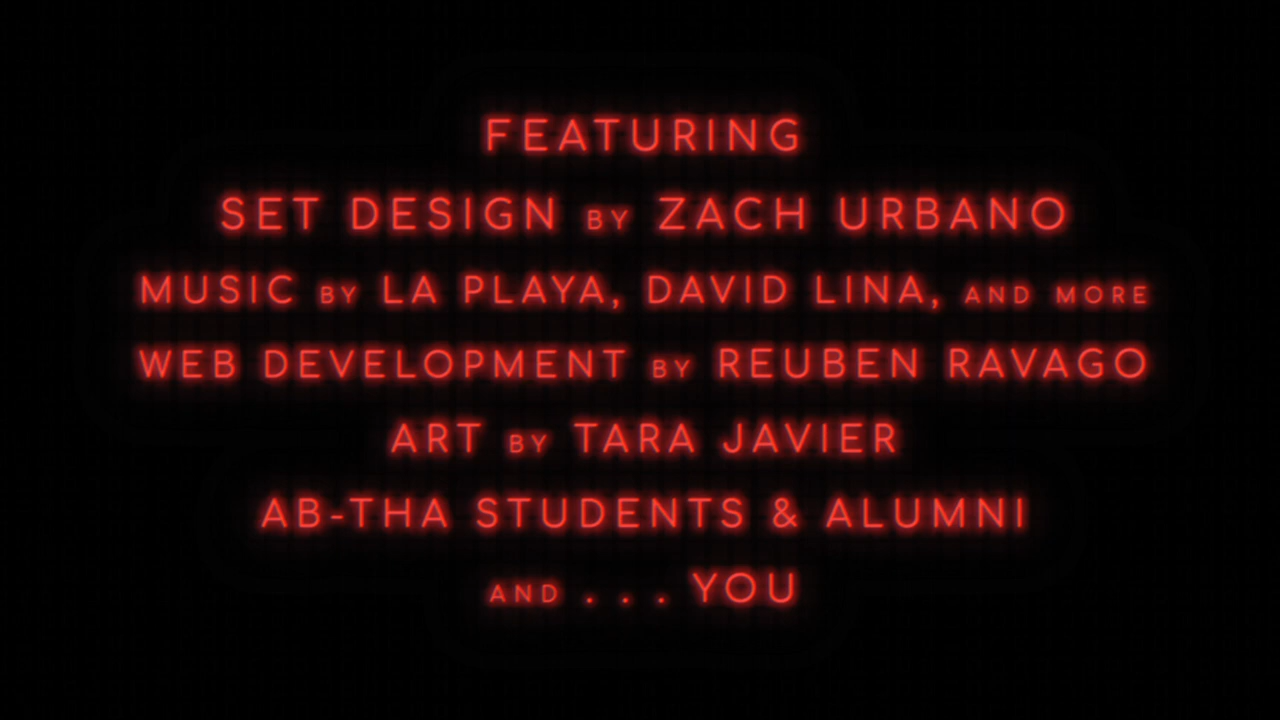 FEATURING
SET DESIGN BY ZACH URBANO
MUSIC BY LA PLAYA, DAVID LINA, AND MORE
WEB DEVELOPMENT BY REUBEN RAVAGO
ART BY TARA JAVIER
AB-THA STUDENTS & ALUMNI
AND . . . YOU